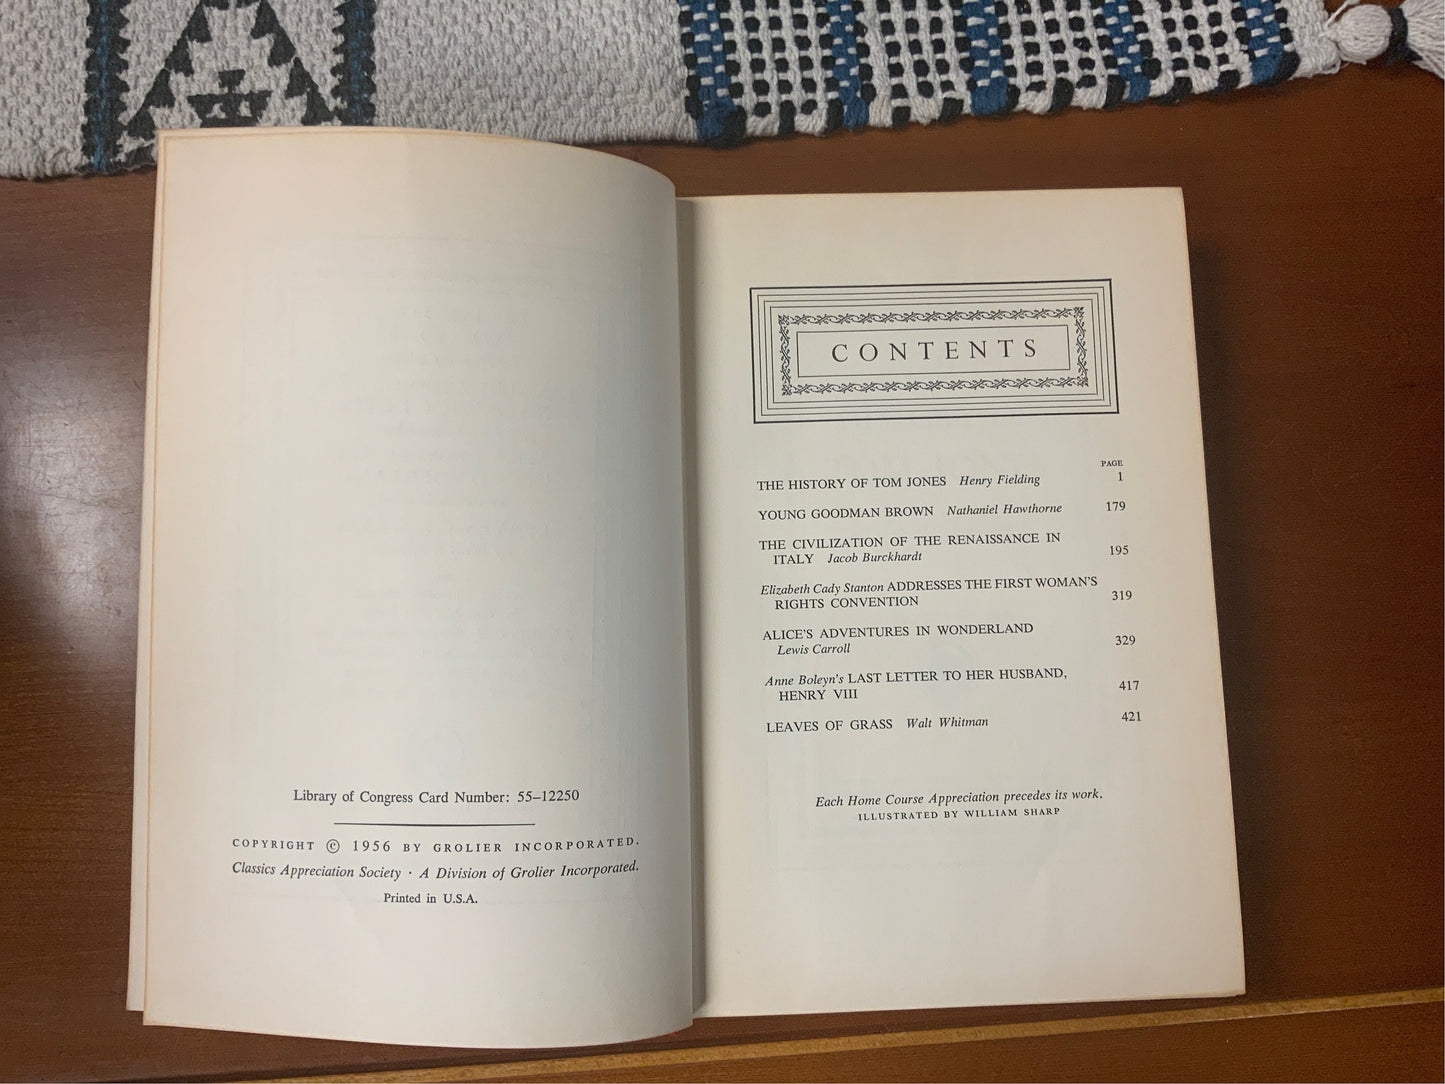 Library of Congress Card Number: 55–12250
COPYRIGHT © 1956 BY GROLIER INCORPORATED.
Classics Appreciation Society · A Division of Grolier Incorporated.
Printed in U.S.A.
CONTENTS
PAGE
THE HISTORY OF TOM JONES Henry Fielding 1
YOUNG GOODMAN BROWN Nathaniel Hawthorne 179
THE CIVILIZATION OF THE RENAISSANCE IN
ITALY Jacob Burckhardt 195
Elizabeth Cady Stanton ADDRESSES THE FIRST WOMAN'S
RIGHTS CONVENTION 319
ALICE'S ADVENTURES IN WONDERLAND
Lewis Carroll 329
Anne Boleyn's LAST LETTER TO HER HUSBAND,
HENRY VIII 417
LEAVES OF GRASS Walt Whitman 421
Each Home Course Appreciation precedes its work.
ILLUSTRATED BY WILLIAM SHARP